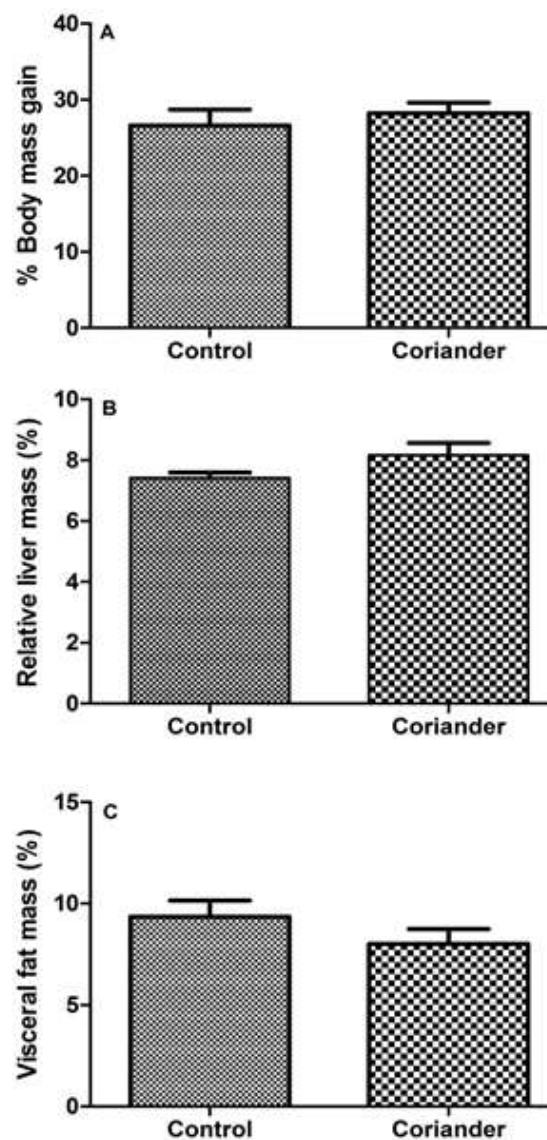 A
% Body mass gain
40
30
20
10
0
Control Coriander
B
Relative liver mass (%)
10
8
6
4
2
0
Control Coriander
C
Visceral fat mass (%)
15
10
5
0
Control Coriander